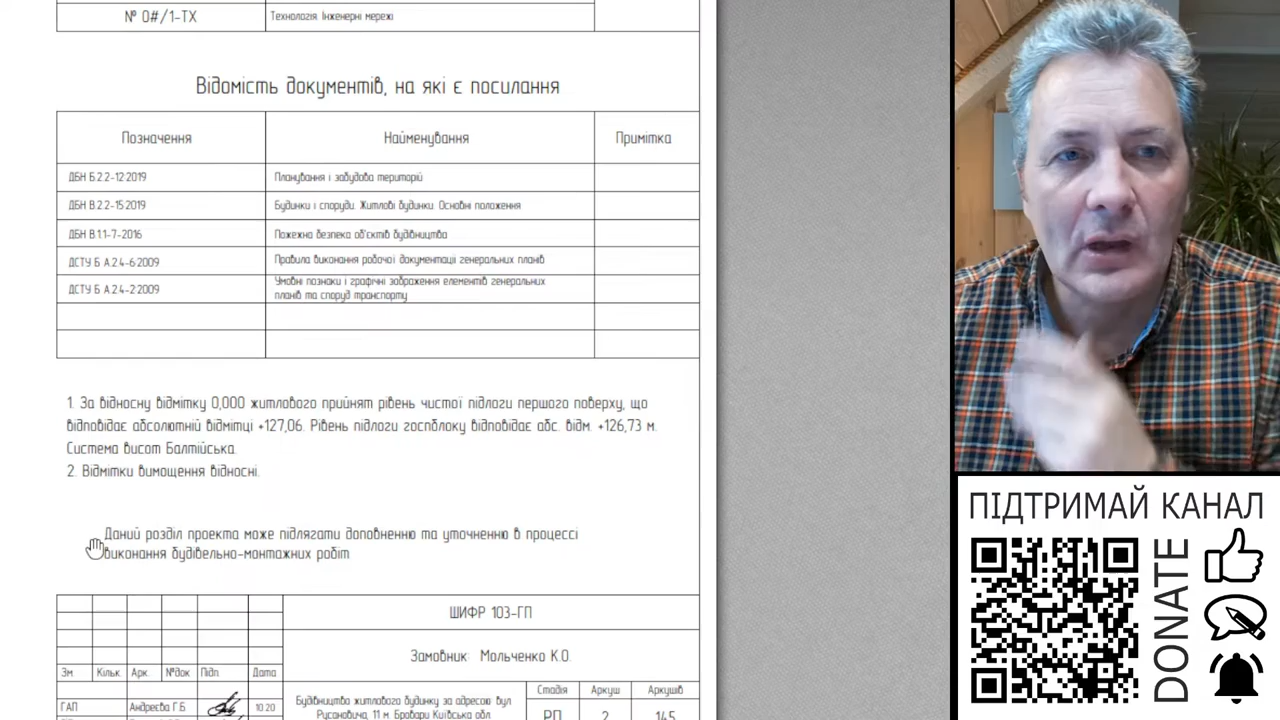 № 0#/1-ТХ
Технологія. Інженерні мережі
Відомість документів, на які є посилання
Позначення
Найменування
Примітка
ДБН Б.2.2-12:2019
Планування і забудова територій
ДБН В.2.2-15:2019
Будинки і споруди. Житлові будинки. Основні положення
ДБН В.1.1-7-2016
Пожежна безпека об'єктів будівництва
ДСТУ Б А.2.4-6:2009
Правила виконання робочої документації генеральних планів
ДСТУ Б А.2.4-2:2009
Умовні познаки і графічні зображення елементів генеральних
планів та споруд транспорту
1. За відносну відмітку 0,000 житлового прийнят рівень чистої підлоги першого поверху, що
відповідає абсолютній відмітці +127,06. Рівень підлоги госпблоку відповідає абс. відм. +126,73 м.
Система висот Балтійська.
2. Відмітки вимощення відносні.
Даний розділ проекта може підлягати доповненню та уточненню в процессі
виконання будівельно-монтажних робіт
ШИФР 103-ГП
Замовник: Мольченко К.О.
Зм.
Кільк.
Арк.
№док
Підп.
Дата
ГАП
Андреєва Г.Б.
10.20
Будівництво житлового будинку за адресою вул
Русановича, 11 м. Бровари Київська обл.
Стадія
Аркуш
Аркушів
РП
2
145
ПІДТРИМАЙ КАНАЛ
DONATE